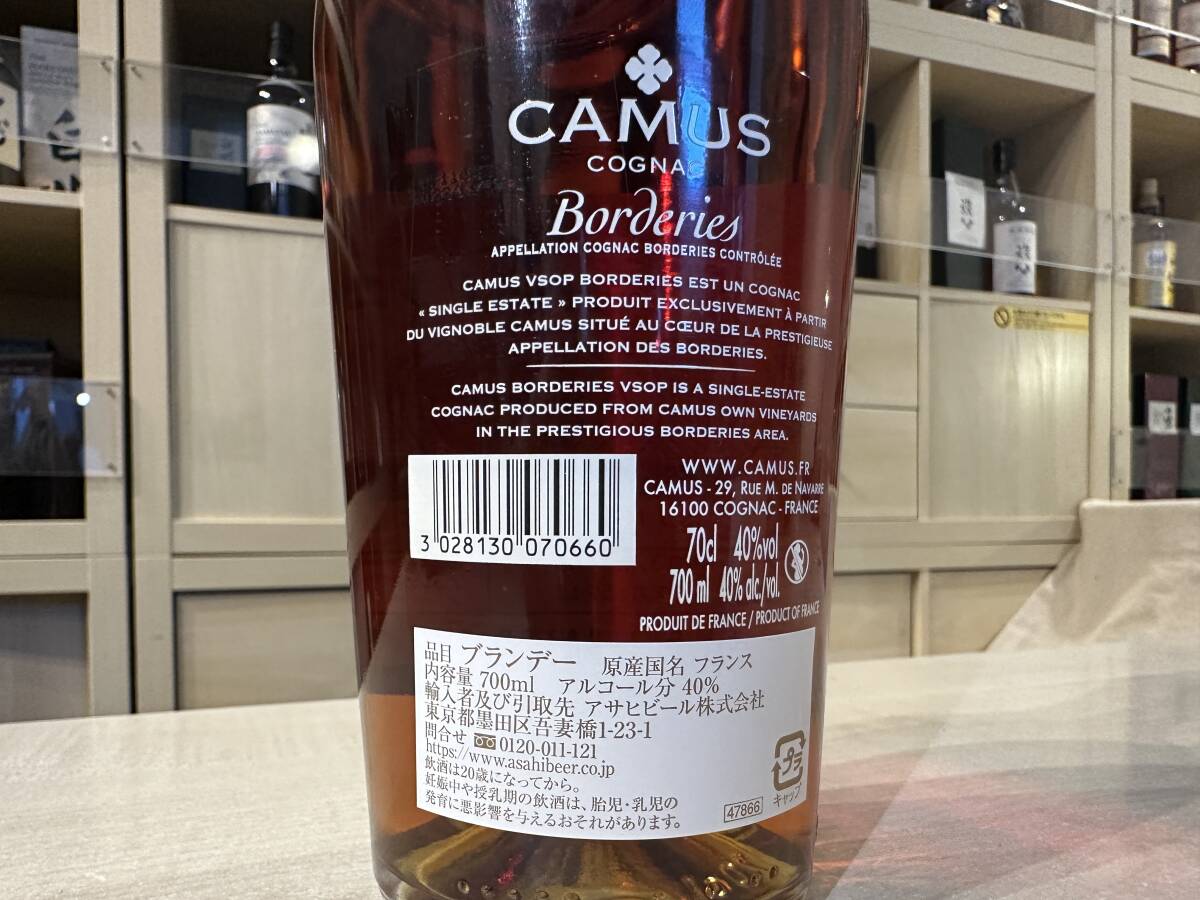 CAMUS
COGNAC
Borderies
APPELLATION COGNAC BORDERIES CONTRÔLÉE
CAMUS VSOP BORDERIES EST UN COGNAC
« SINGLE ESTATE » PRODUIT EXCLUSIVEMENT À PARTIR
DU VIGNOBLE CAMUS SITUÉ AU CŒUR DE LA PRESTIGIEUSE
APPELLATION DES BORDERIES.
CAMUS BORDERIES VSOP IS A SINGLE-ESTATE
COGNAC PRODUCED FROM CAMUS OWN VINEYARDS
IN THE PRESTIGIOUS BORDERIES AREA.
WWW.CAMUS.FR
CAMUS - 29, RUE M. DE NAVARRE
16100 COGNAC - FRANCE
3 028130 070660
70cl 40%vol
700 ml 40% alc./vol.
PRODUIT DE FRANCE / PRODUCT OF FRANCE
品目 ブランデー 原産国名 フランス
内容量 700ml アルコール分 40%
輸入者及び引取先 アサヒビール株式会社
東京都墨田区吾妻橋1-23-1
問合せ 0120-011-121
https://www.asahibeer.co.jp
飲酒は20歳になってから。
妊娠中や授乳期の飲酒は、胎児・乳児の
発育に悪影響を与えるおそれがあります。
プラ
キャップ
47866